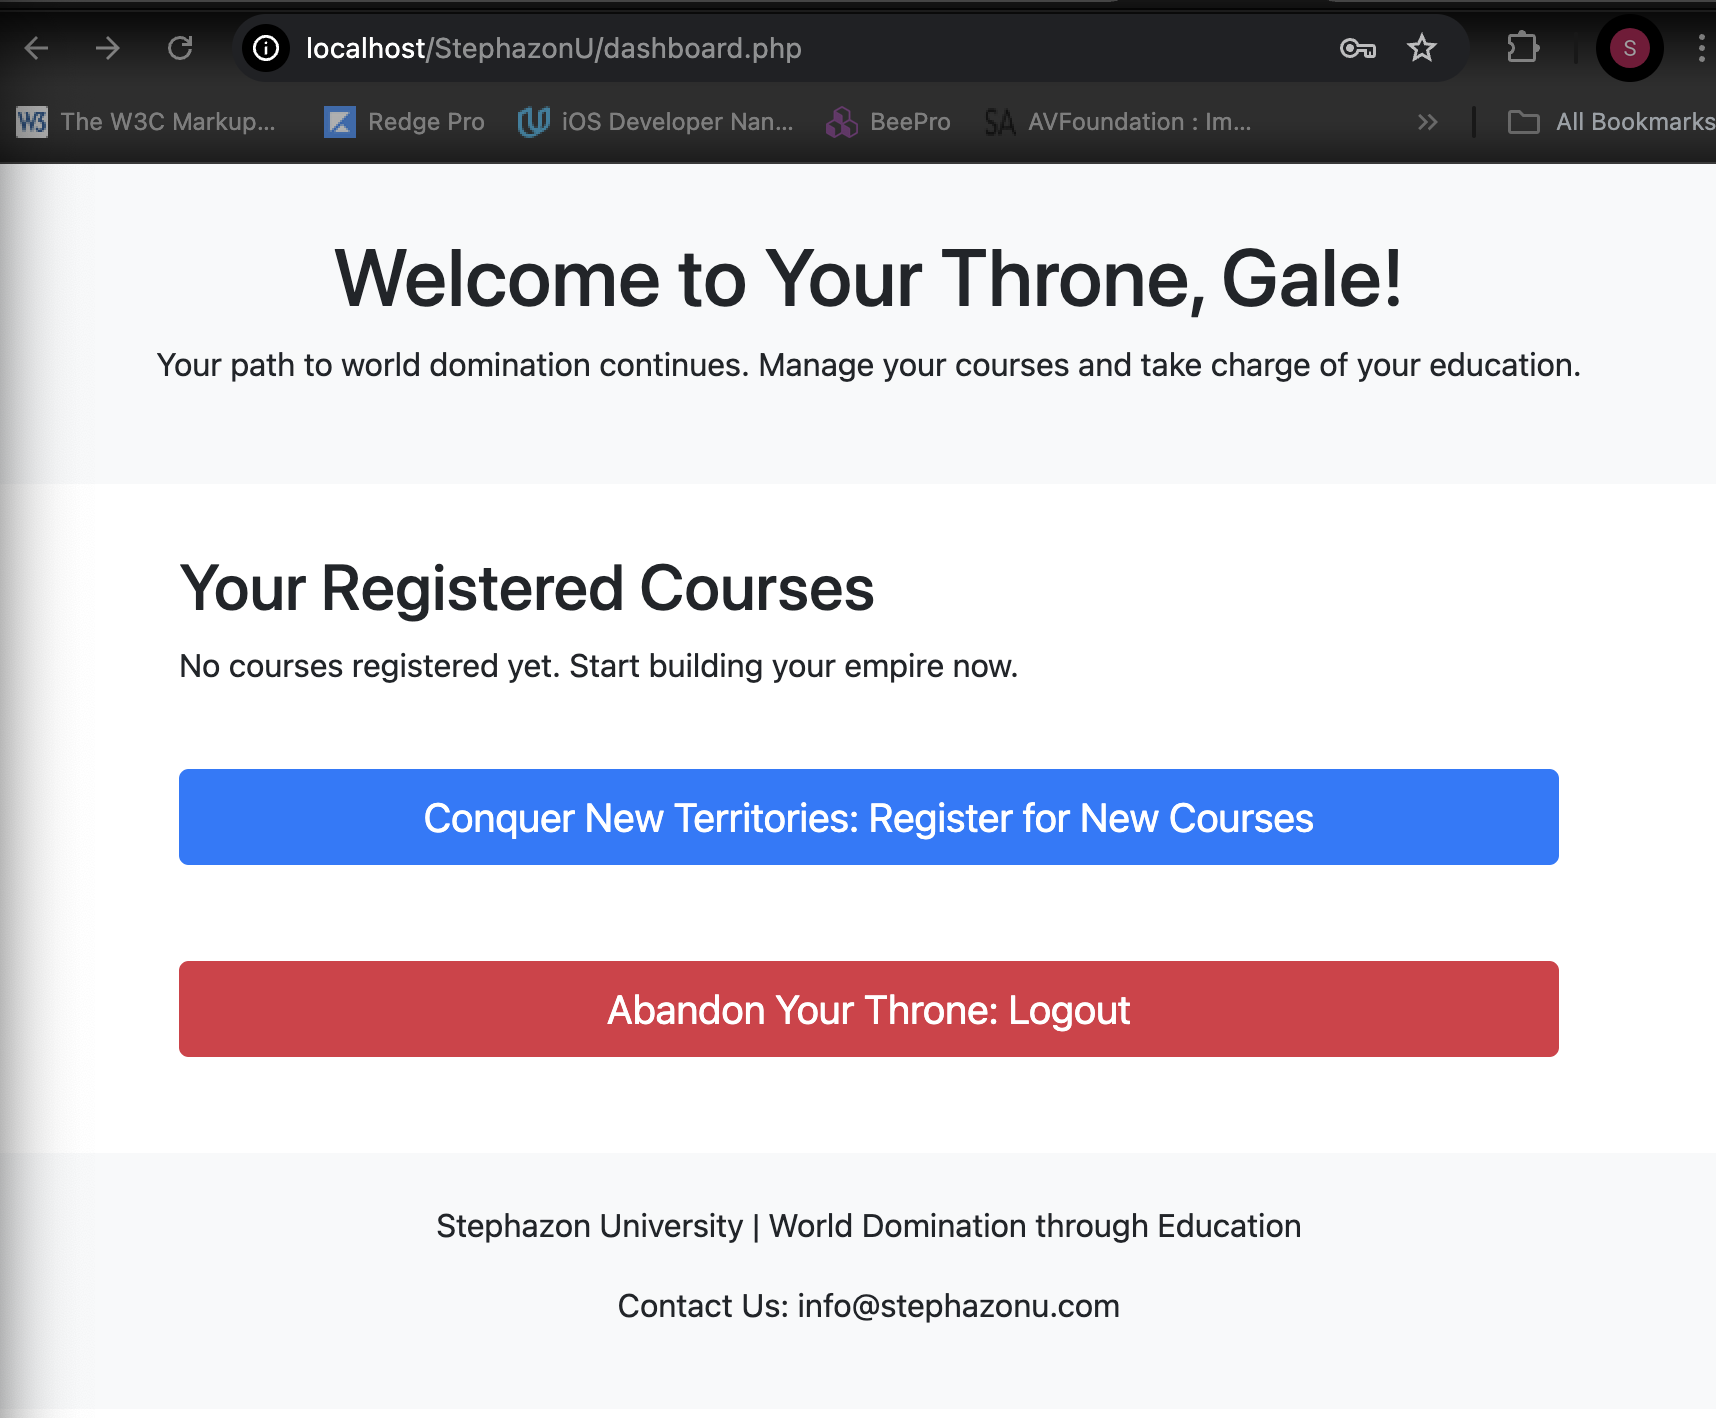 localhost/StephazonU/dashboard.php
S
W3 The W3C Markup... Redge Pro iOS Developer Nan... BeePro SA AVFoundation : Im... » All Bookmarks
Welcome to Your Throne, Gale!
Your path to world domination continues. Manage your courses and take charge of your education.
Your Registered Courses
No courses registered yet. Start building your empire now.
Conquer New Territories: Register for New Courses
Abandon Your Throne: Logout
Stephazon University | World Domination through Education
Contact Us: info@stephazonu.com